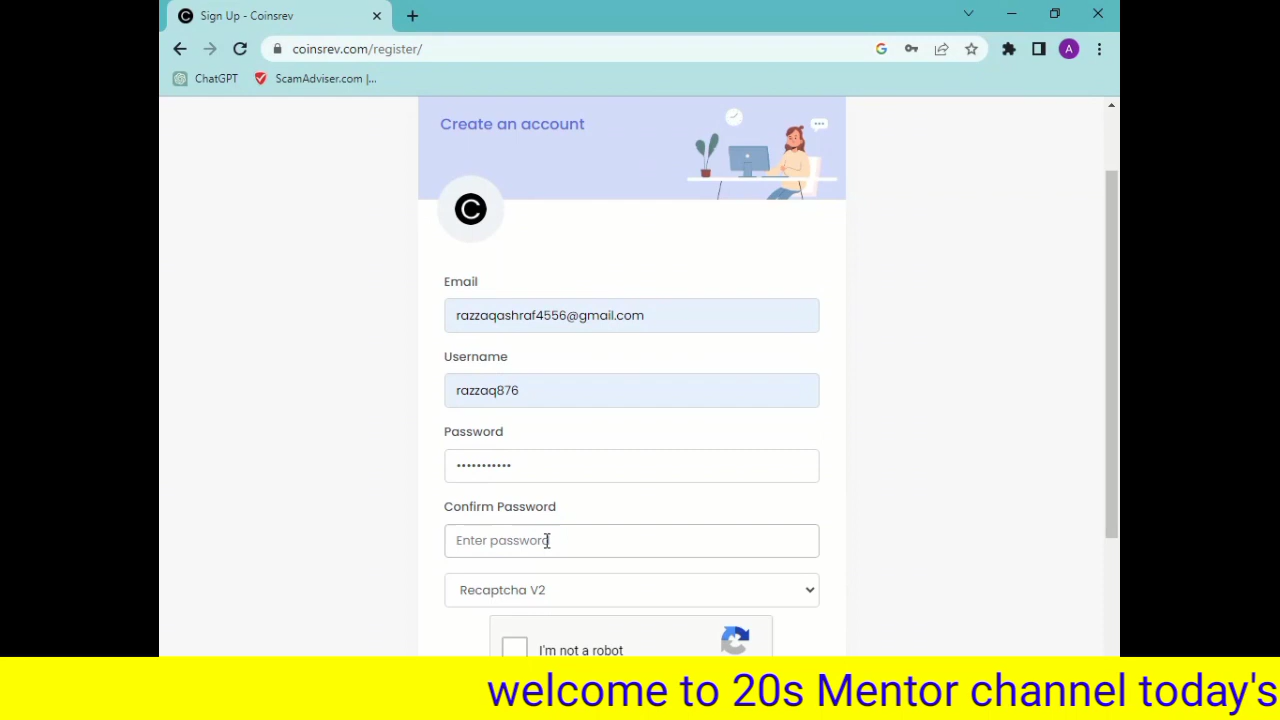 Sign Up - Coinsrev
coinsrev.com/register/
A
ChatGPT
ScamAdviser.com |...
Create an account
C
Email
razzaqashraf4556@gmail.com
Username
razzaq876
Password
•••••••••••
Confirm Password
Enter password
Recaptcha V2
I'm not a robot
welcome to 20s Mentor channel today's